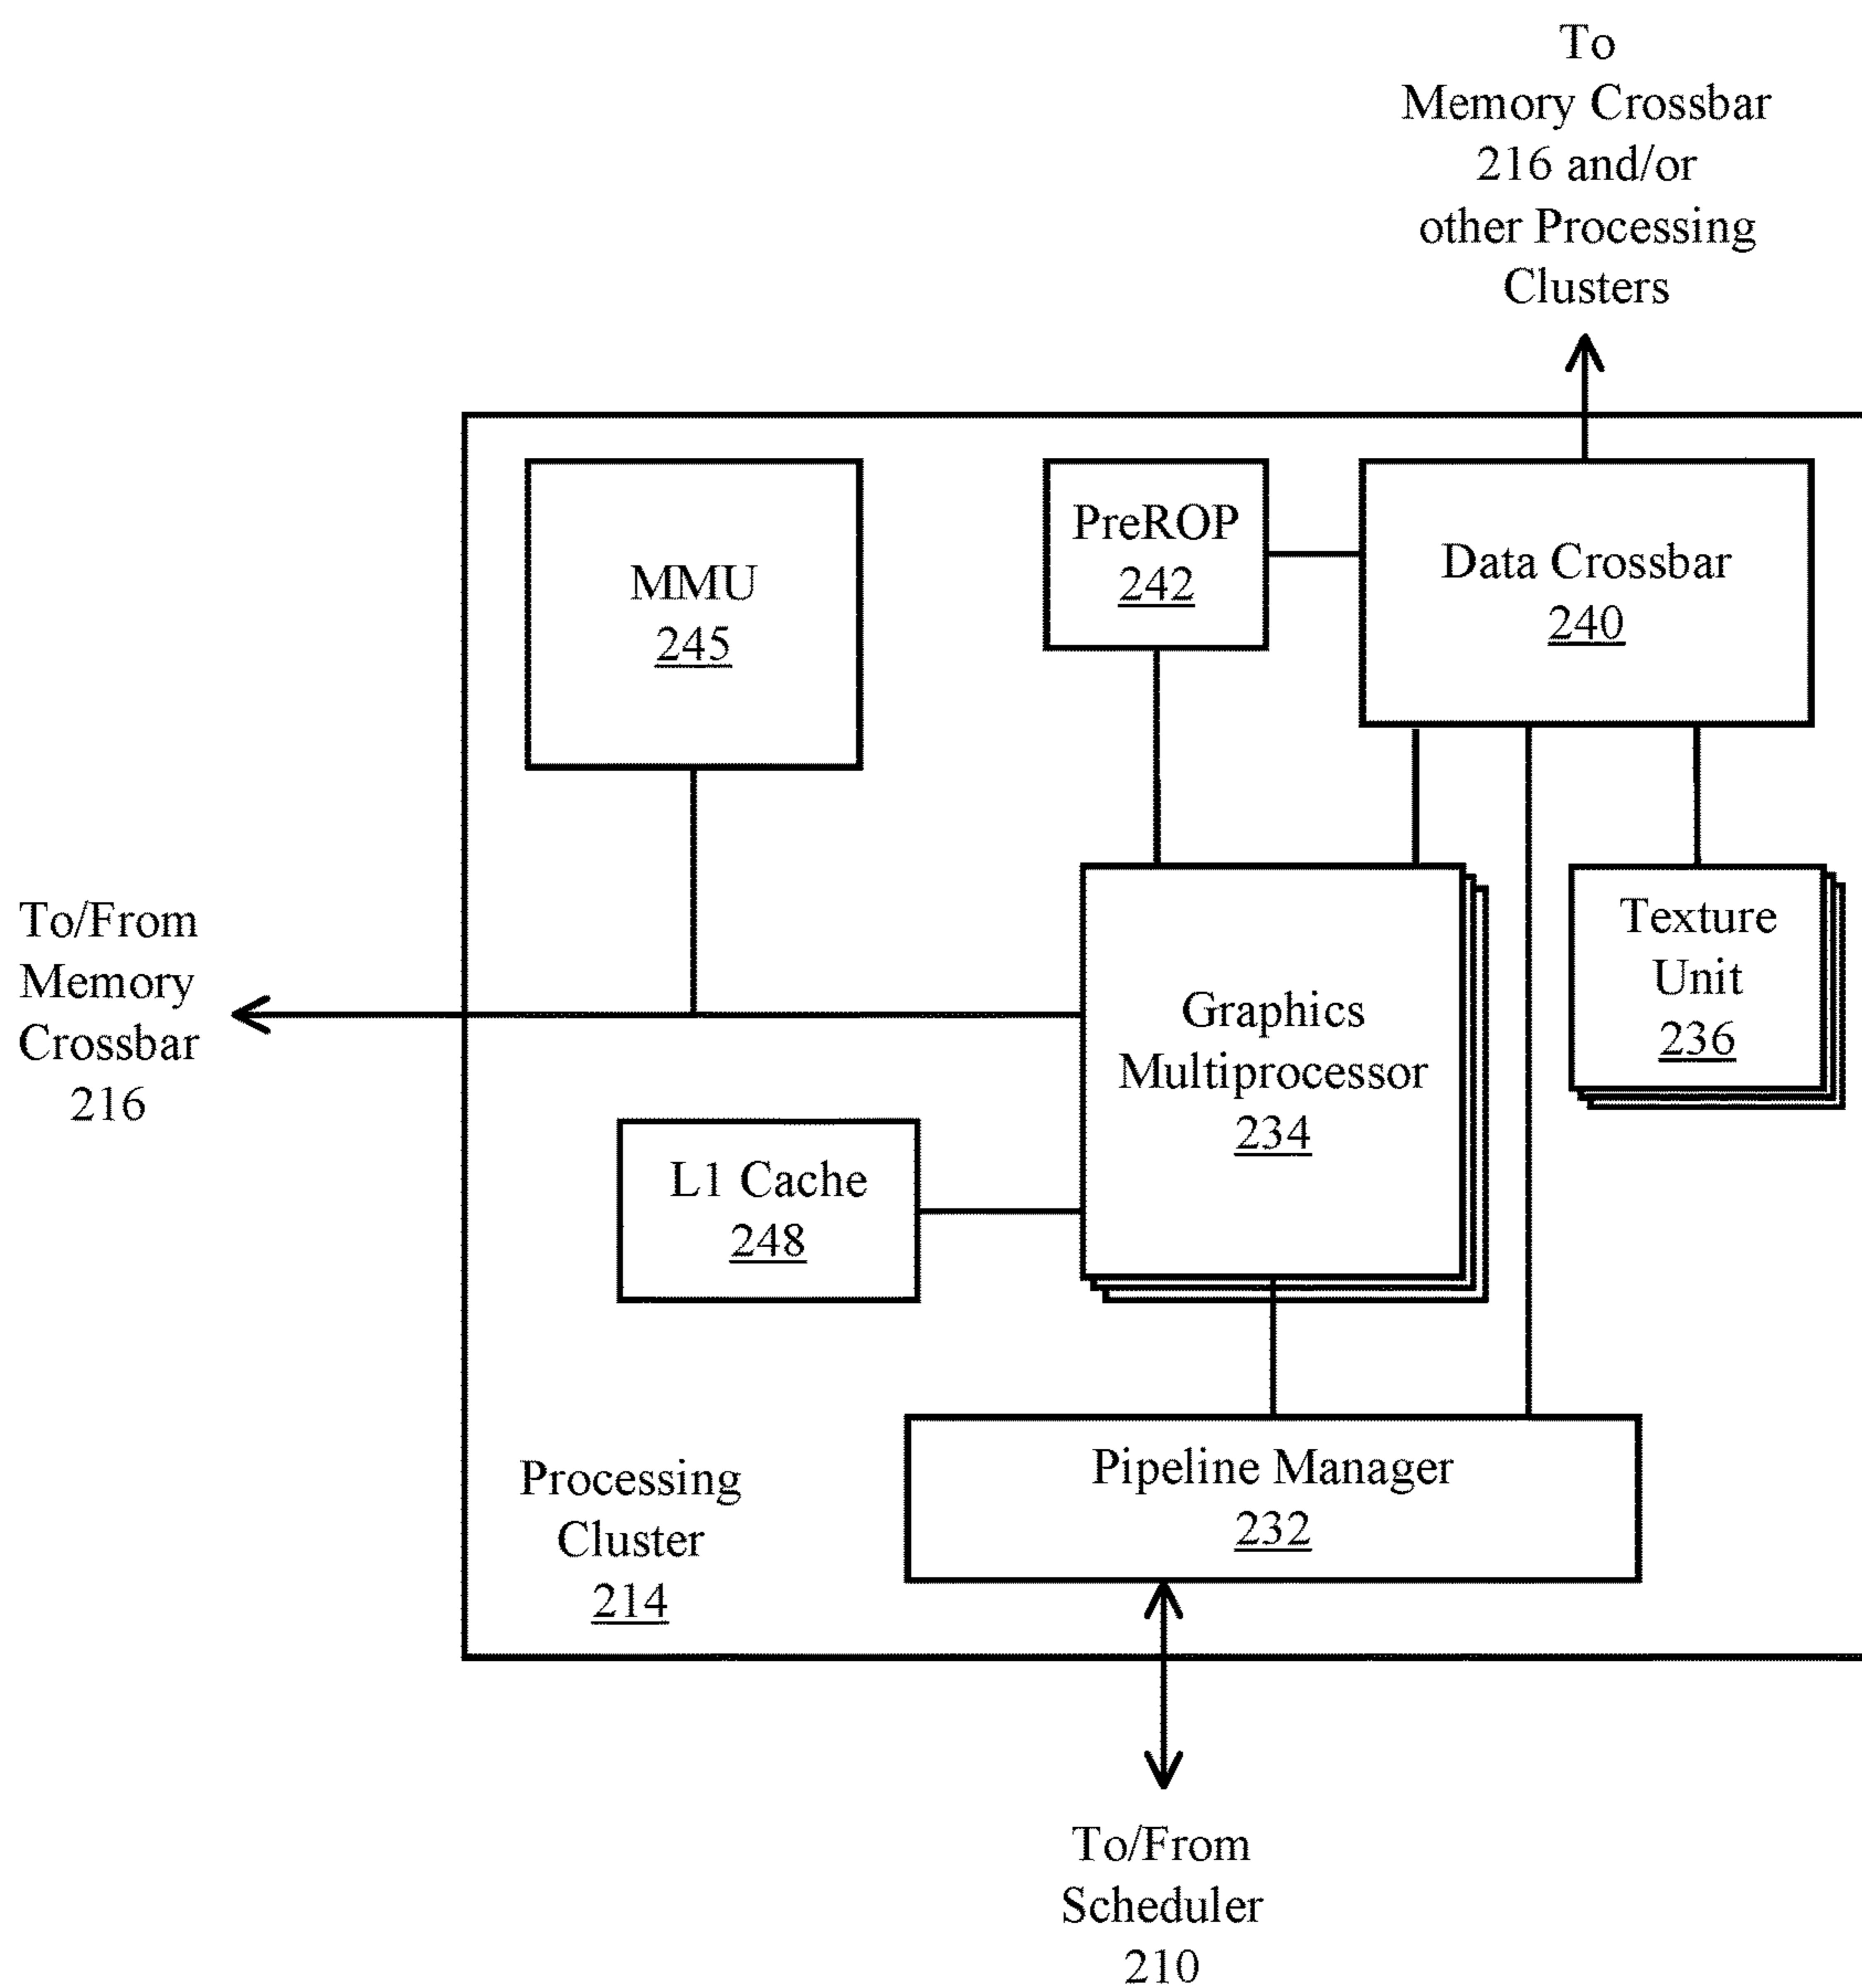 To
Memory Crossbar
216 and/or
other Processing
Clusters
MMU
245
PreROP
242
Data Crossbar
240
To/From
Memory
Crossbar
216
Graphics
Multiprocessor
234
Texture
Unit
236
L1 Cache
248
Pipeline Manager
232
Processing
Cluster
214
To/From
Scheduler
210